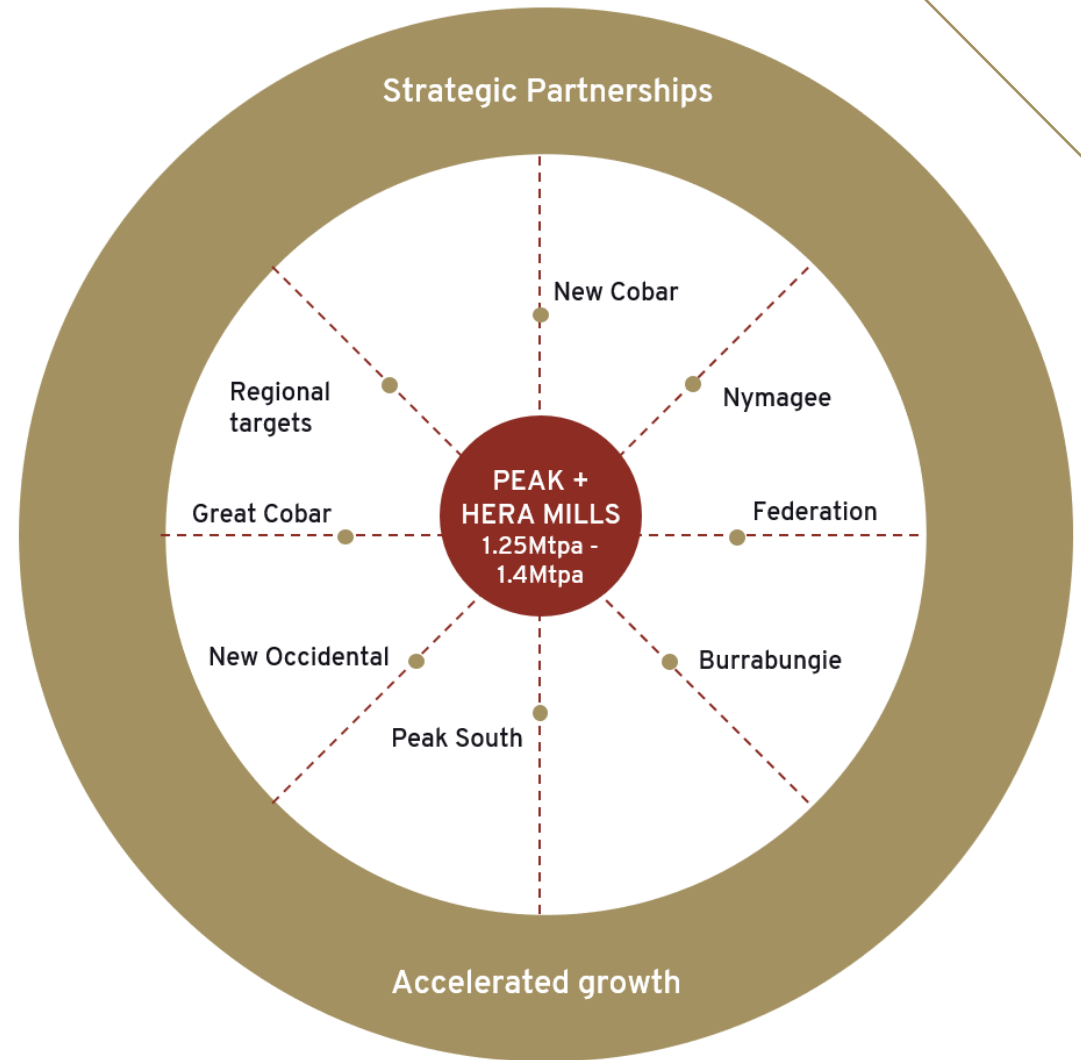 Strategic Partnerships
New Cobar
Regional
targets
Nymagee
Great Cobar
PEAK +
HERA MILLS
1.25Mtpa -
1.4Mtpa
Federation
New Occidental
Burrabungie
Peak South
Accelerated growth